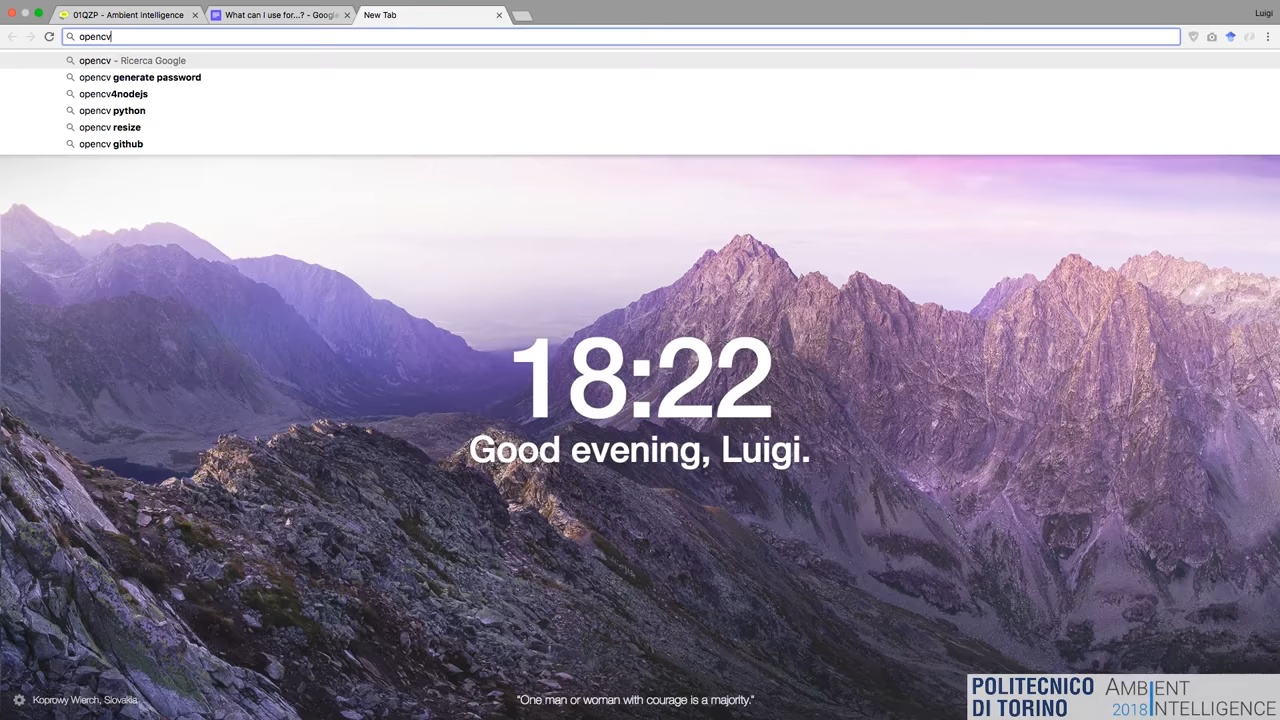 01QZP - Ambient Intelligence
What can I use for...? - Google
New Tab
Luigi
opencv
opencv - Ricerca Google
opencv generate password
opencv4nodejs
opencv python
opencv resize
opencv github
18:22
Good evening, Luigi.
Koprowy Wierch, Slovakia
"One man or woman with courage is a majority."
POLITECNICO
DI TORINO
AMBIENT
2018 INTELLIGENCE